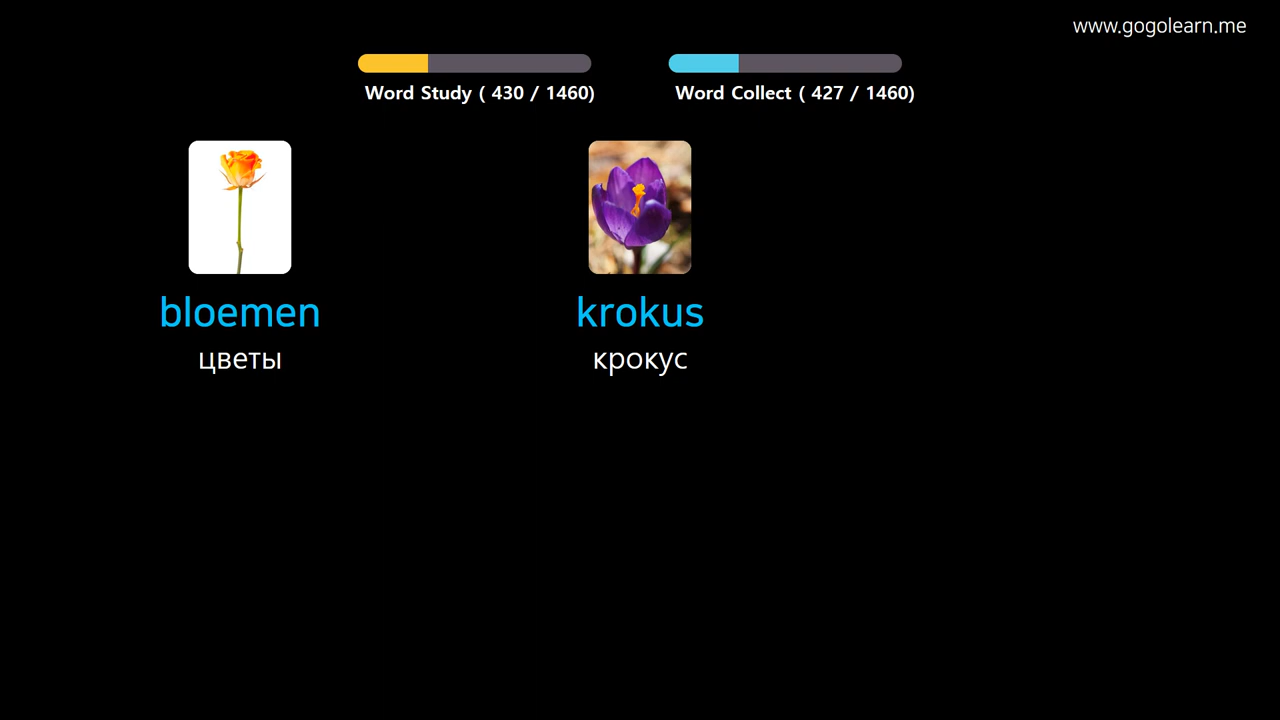 www.gogolearn.me
Word Study ( 430 / 1460)
Word Collect ( 427 / 1460)
bloemen
krokus
цветы
крокус